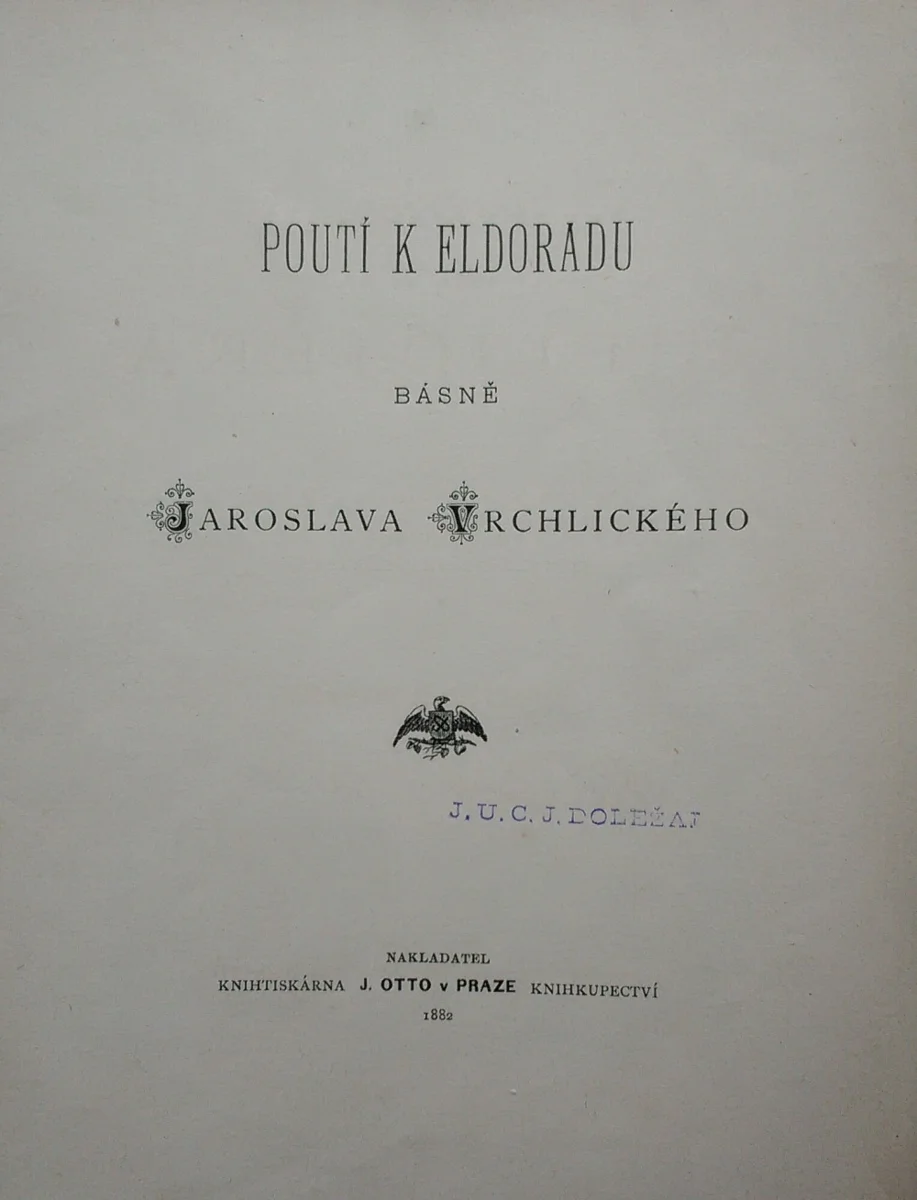 POUTÍ K ELDORADU
BÁSNĚ
JAROSLAVA VRCHLICKÉHO
J. U. C. J. DOLEŽAL
NAKLADATEL
KNIHTISKÁRNA J. OTTO v PRAZE KNIHKUPECTVÍ
1882